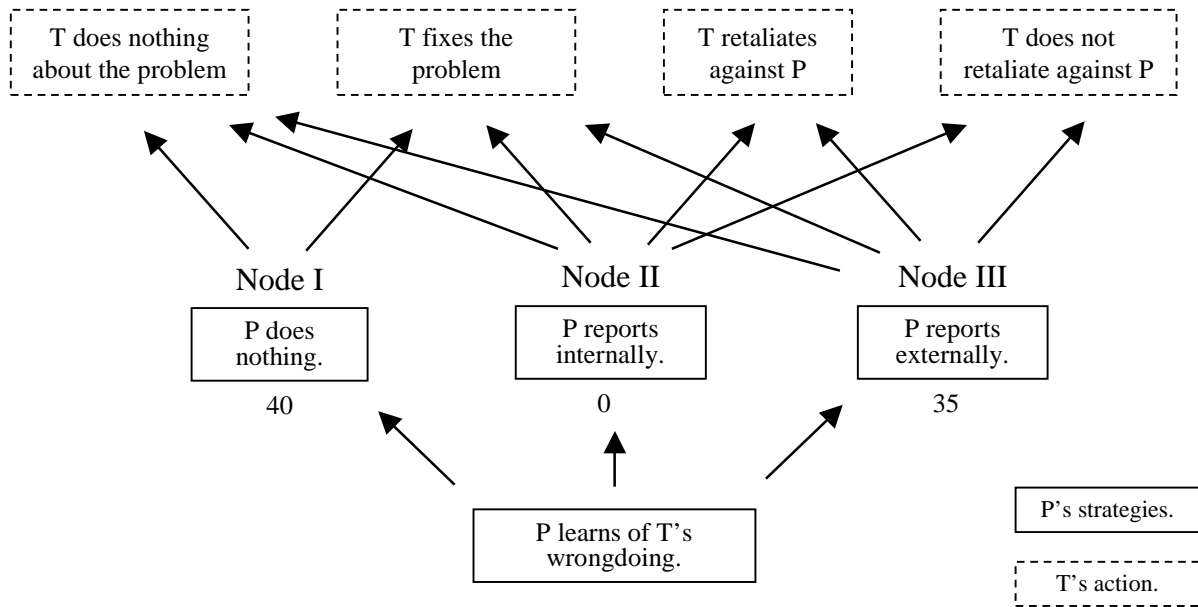 T does nothing
about the problem
T fixes the
problem
T retaliates
against P
T does not
retaliate against P
Node I
Node II
Node III
P does
nothing.
P reports
internally.
P reports
externally.
40
0
35
P learns of T's
wrongdoing.
P's strategies.
T's action.